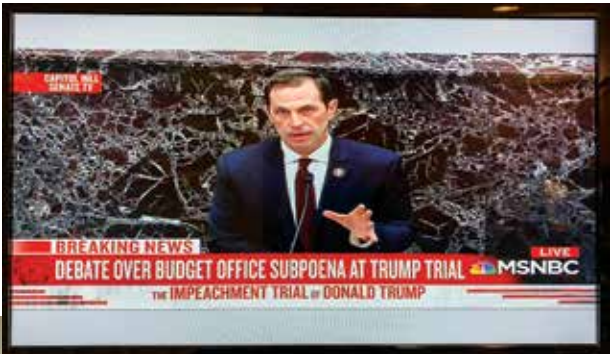 CAPITOL HILL
SENATE TV
BREAKING NEWS
LIVE
DEBATE OVER BUDGET OFFICE SUBPOENA AT TRUMP TRIAL MSNBC
THE IMPEACHMENT TRIAL OF DONALD TRUMP